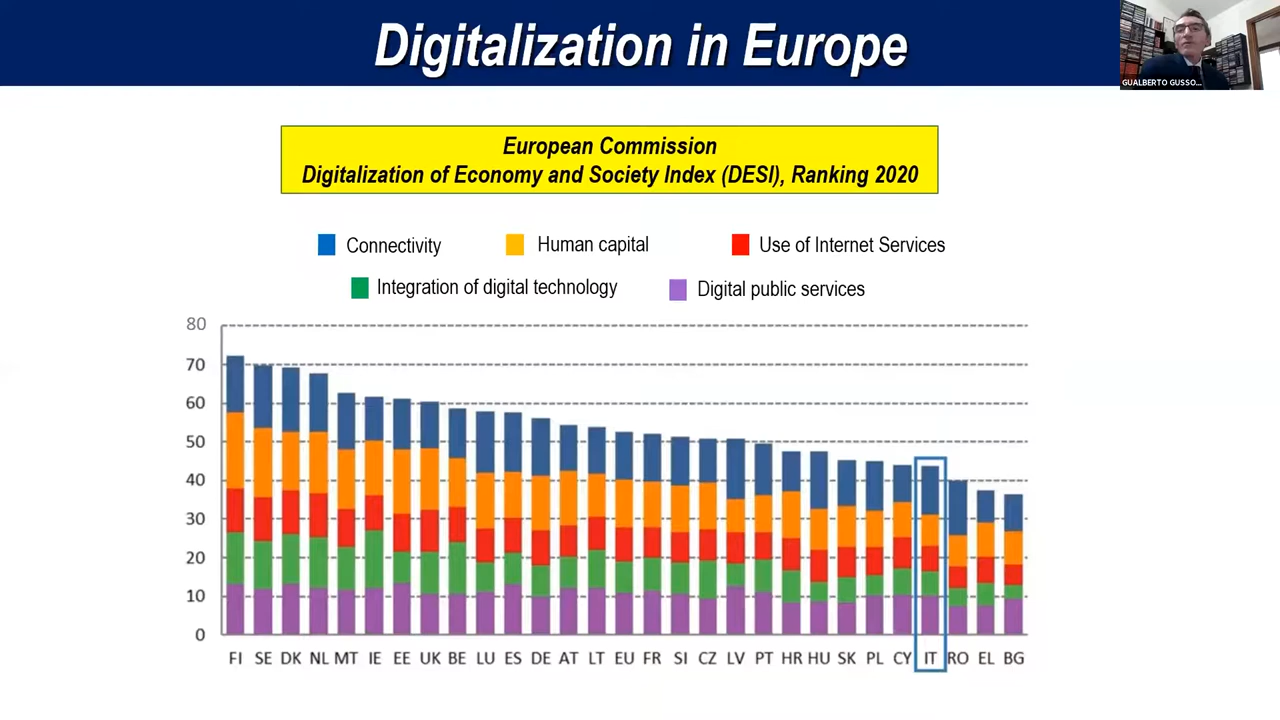 Digitalization in Europe
GUALBERTO GUSSO...
European Commission
Digitalization of Economy and Society Index (DESI), Ranking 2020
Connectivity
Human capital
Use of Internet Services
Integration of digital technology
Digital public services
80
70
60
50
40
30
20
10
0
FI SE DK NL MT IE EE UK BE LU ES DE AT LT EU FR SI CZ LV PT HR HU SK PL CY IT RO EL BG